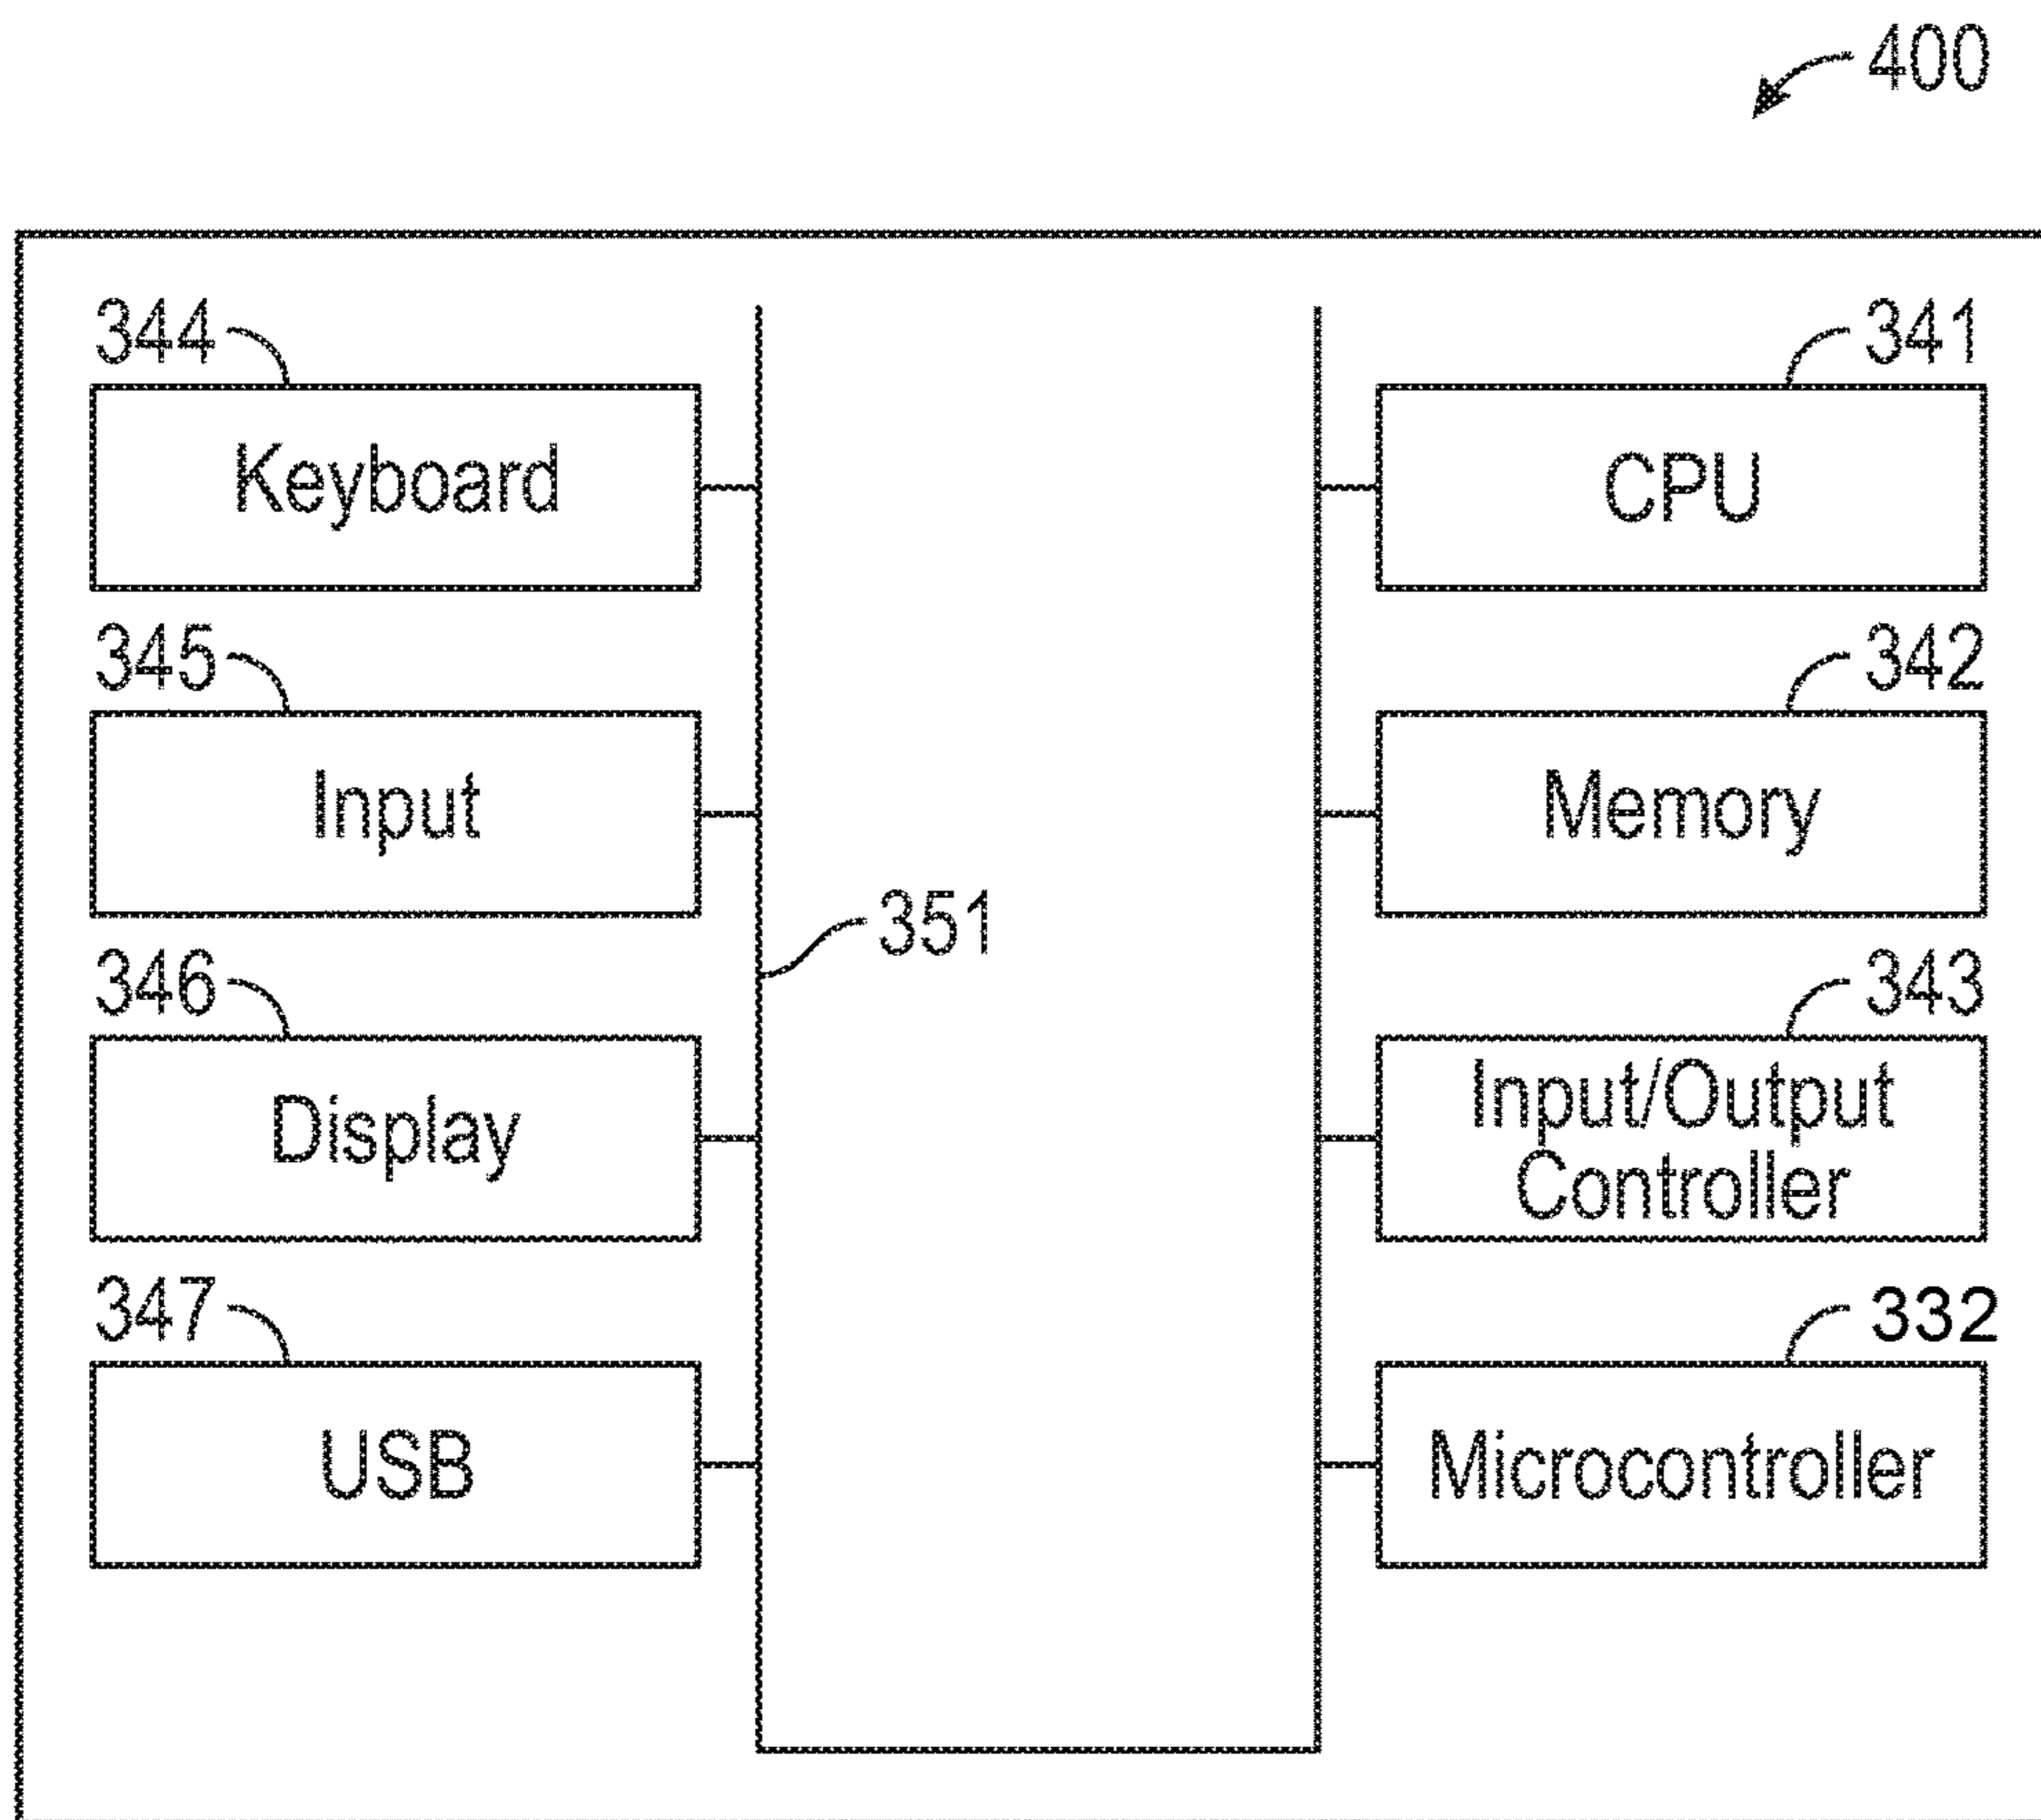 400
344
341
Keyboard
CPU
345
342
Input
Memory
351
346
343
Display
Input/Output
Controller
347
332
USB
Microcontroller